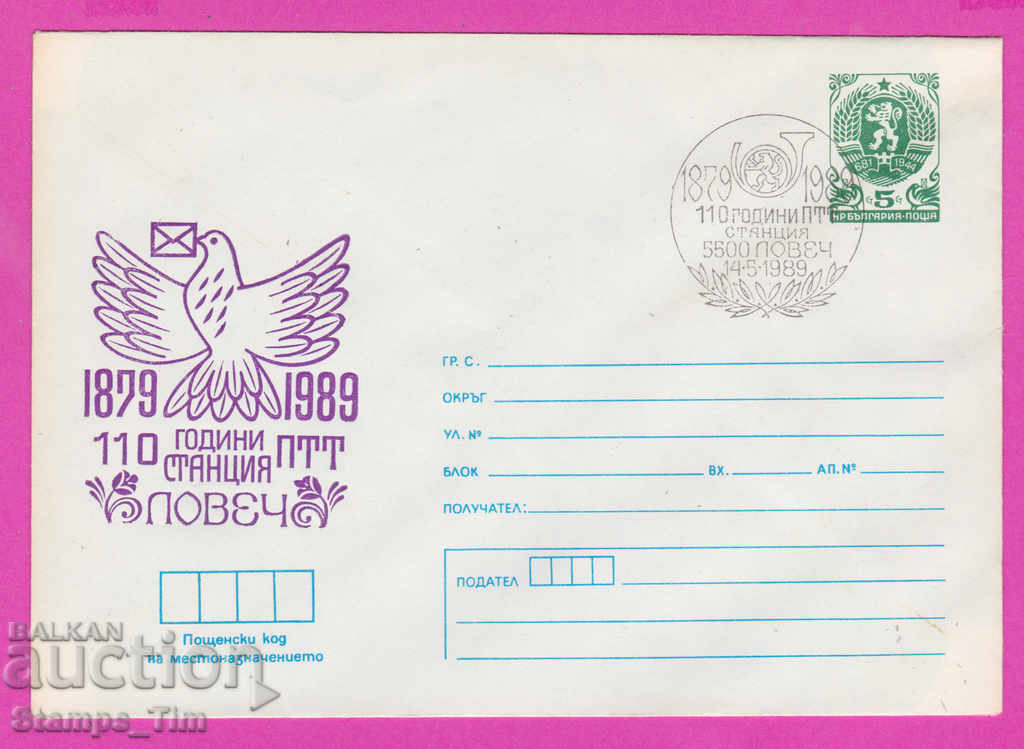 1879 1989
110 ГОДИНИ ПТТ
СТАНЦИЯ
5500 ЛОВЕЧ
14·5·1989
681 1944
5
НР БЪЛГАРИЯ·ПОЩА
1879 1989
110 ГОДИНИ СТАНЦИЯ ПТТ
ЛОВЕЧ
ГР. С.
ОКРЪГ
УЛ. №
БЛОК ВХ. АП. №
ПОЛУЧАТЕЛ:
ПОДАТЕЛ
Пощенски код
на местоназначението
BALKAN
auction
Stamps_Tim